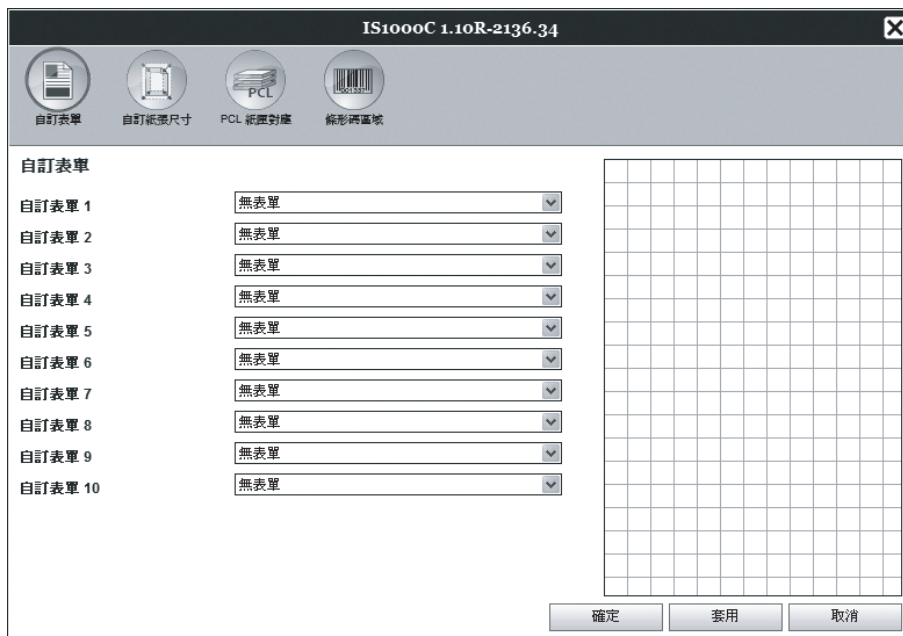 IS1000C 1.10R-2136.34
PCL
自訂表單
自訂紙張尺寸
PCL 紙匣對應
條形碼區域
自訂表單
自訂表單 1 無表單
自訂表單 2 無表單
自訂表單 3 無表單
自訂表單 4 無表單
自訂表單 5 無表單
自訂表單 6 無表單
自訂表單 7 無表單
自訂表單 8 無表單
自訂表單 9 無表單
自訂表單 10 無表單
確定
套用
取消